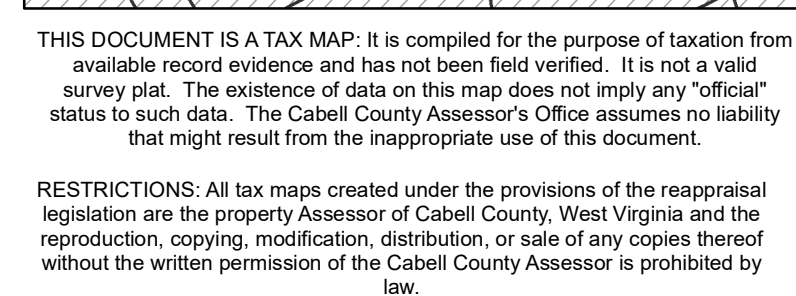 THIS DOCUMENT IS A TAX MAP: It is compiled for the purpose of taxation from
available record evidence and has not been field verified.  It is not a valid
survey plat.  The existence of data on this map does not imply any "official"
status to such data.  The Cabell County Assessor's Office assumes no liability
that might result from the inappropriate use of this document.
RESTRICTIONS: All tax maps created under the provisions of the reappraisal
legislation are the property Assessor of Cabell County, West Virginia and the
reproduction, copying, modification, distribution, or sale of any copies thereof
without the written permission of the Cabell County Assessor is prohibited by
law.